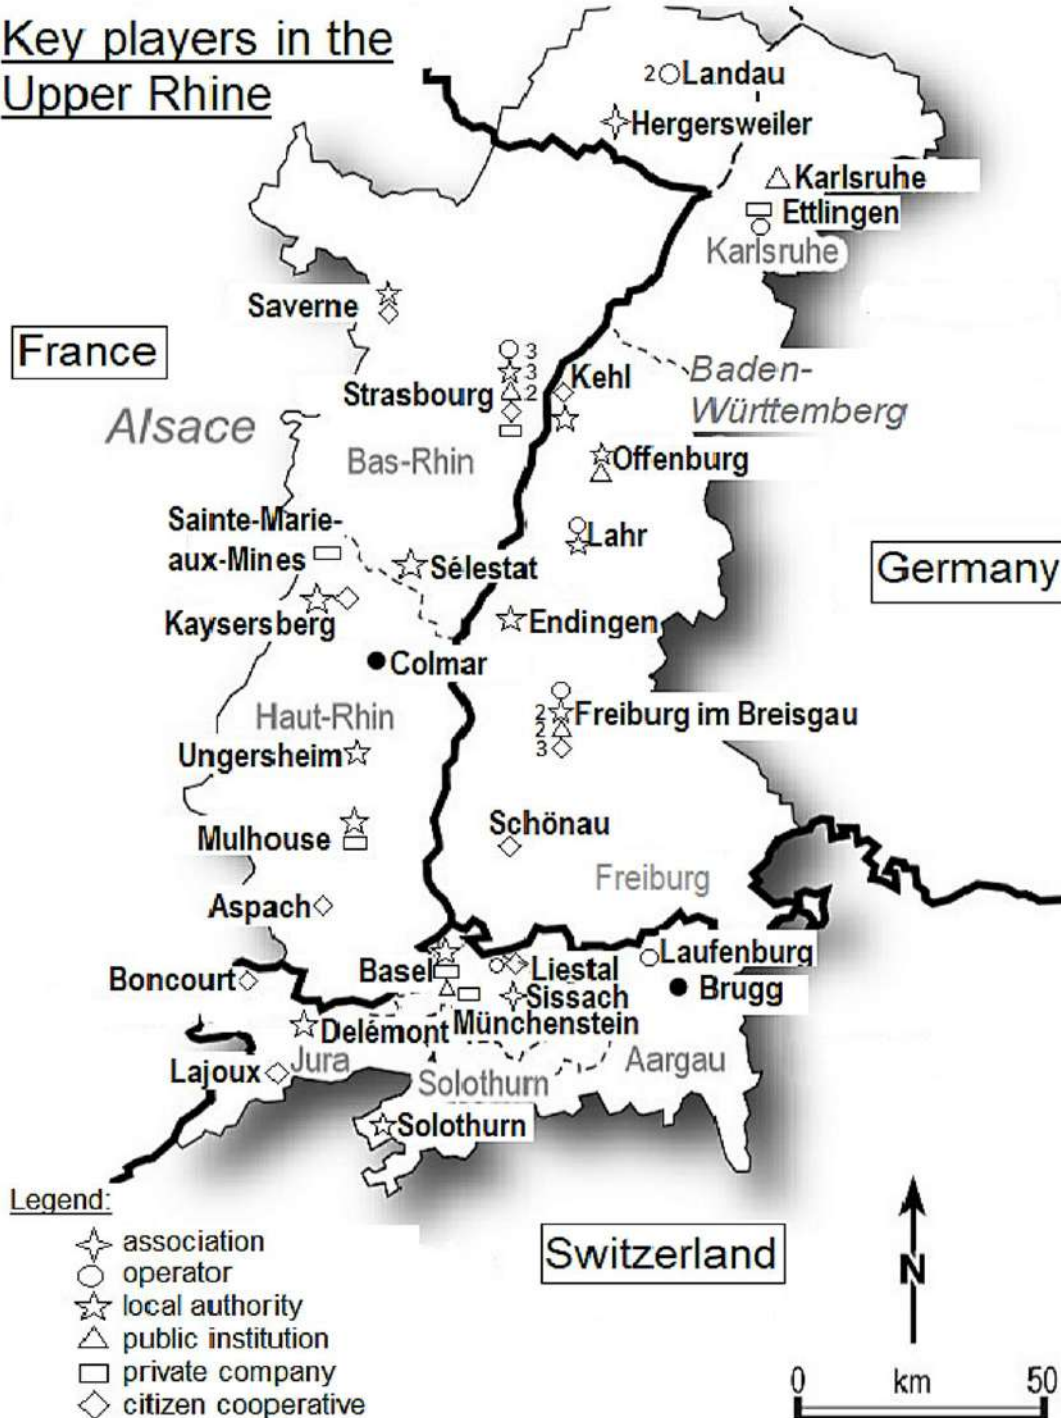 Key players in the
Upper Rhine
2 Landau
Hergersweiler
Karlsruhe
Ettlingen
Karlsruhe
Saverne
France
3
3
Strasbourg 2
Kehl
Baden-
Württemberg
Alsace
Bas-Rhin
Offenburg
Sainte-Marie-
aux-Mines
Lahr
Sélestat
Germany
Kaysersberg
Endingen
Colmar
Haut-Rhin
2 Freiburg im Breisgau
2
3
Ungersheim
Mulhouse
Schönau
Freiburg
Aspach
Laufenburg
Basel
Liestal
Boncourt
Brugg
Sissach
Delémont
Münchenstein
Jura
Aargau
Lajoux
Solothurn
Solothurn
Legend:
association
operator
local authority
public institution
private company
citizen cooperative
Switzerland
N
0 km 50